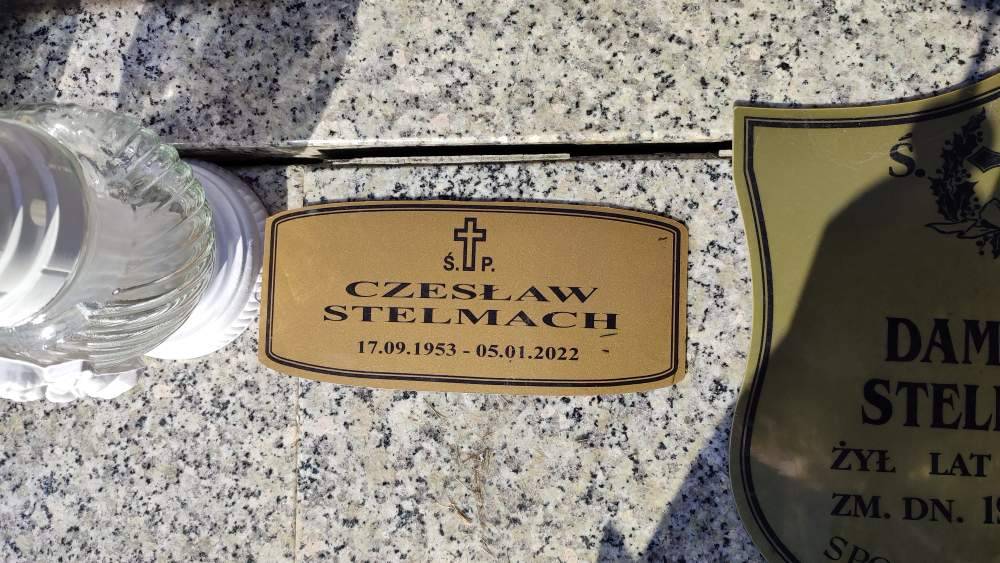 Ś. P.
CZESŁAW
STELMACH
17.09.1953 - 05.01.2022
Ś.
ŻYŁ LAT
ZM. DN.